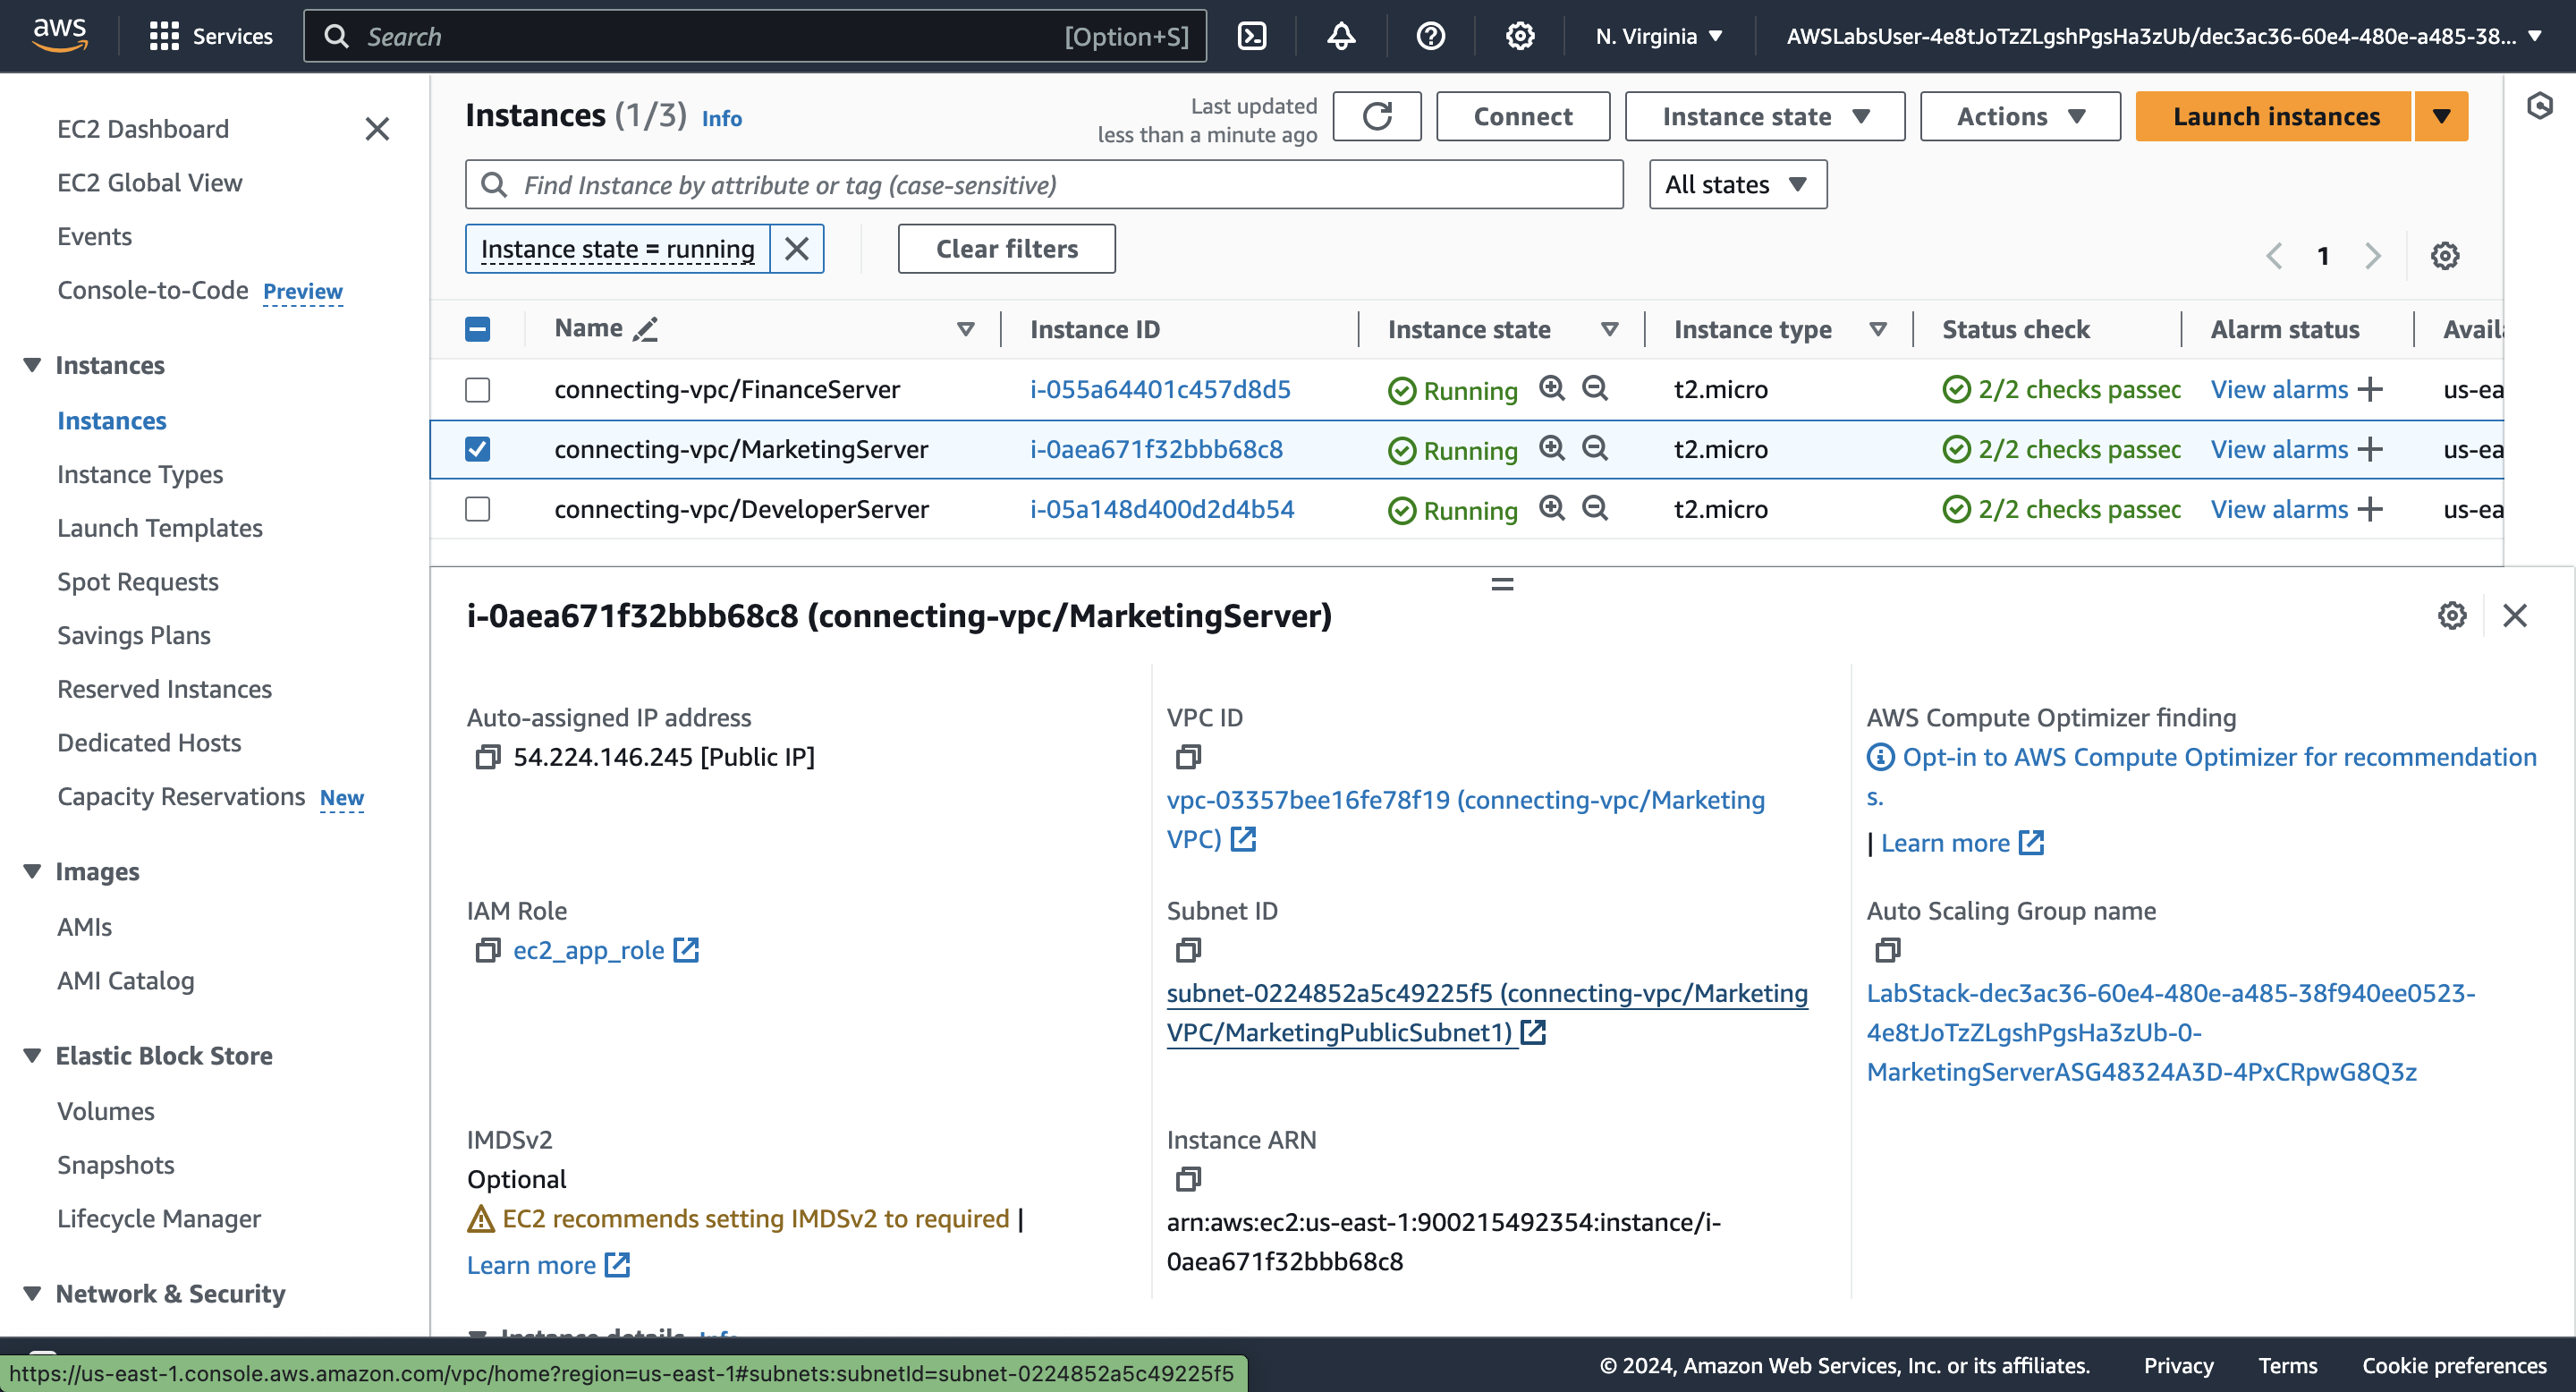 aws
Services
Search
[Option+S]
N. Virginia
AWSLabsUser-4e8tJoTzZLgshPgsHa3zUb/dec3ac36-60e4-480e-a485-38...
EC2 Dashboard
EC2 Global View
Events
Console-to-Code Preview
Instances
Instances
Instance Types
Launch Templates
Spot Requests
Savings Plans
Reserved Instances
Dedicated Hosts
Capacity Reservations New
Images
AMIs
AMI Catalog
Elastic Block Store
Volumes
Snapshots
Lifecycle Manager
Network & Security
Instances (1/3) Info
Last updated
less than a minute ago
Connect
Instance state
Actions
Launch instances
Find Instance by attribute or tag (case-sensitive)
All states
Instance state = running
Clear filters
1
Name Instance ID Instance state Instance type Status check Alarm status Availa
connecting-vpc/FinanceServer i-055a64401c457d8d5 Running t2.micro 2/2 checks passed View alarms us-ea
connecting-vpc/MarketingServer i-0aea671f32bbb68c8 Running t2.micro 2/2 checks passed View alarms us-ea
connecting-vpc/DeveloperServer i-05a148d400d2d4b54 Running t2.micro 2/2 checks passed View alarms us-ea
i-0aea671f32bbb68c8 (connecting-vpc/MarketingServer)
Auto-assigned IP address
54.224.146.245 [Public IP]
VPC ID
vpc-03357bee16fe78f19 (connecting-vpc/Marketing
VPC)
AWS Compute Optimizer finding
Opt-in to AWS Compute Optimizer for recommendation
s.
| Learn more
IAM Role
ec2_app_role
Subnet ID
subnet-0224852a5c49225f5 (connecting-vpc/Marketing
VPC/MarketingPublicSubnet1)
Auto Scaling Group name
LabStack-dec3ac36-60e4-480e-a485-38f940ee0523-
4e8tJoTzZLgshPgsHa3zUb-0-
MarketingServerASG48324A3D-4PxCRpwG8Q3z
IMDSv2
Optional
EC2 recommends setting IMDSv2 to required |
Learn more
Instance ARN
arn:aws:ec2:us-east-1:900215492354:instance/i-
0aea671f32bbb68c8
Instance details Info
https://us-east-1.console.aws.amazon.com/vpc/home?region=us-east-1#subnets:subnetId=subnet-0224852a5c49225f5
© 2024, Amazon Web Services, Inc. or its affiliates.
Privacy
Terms
Cookie preferences